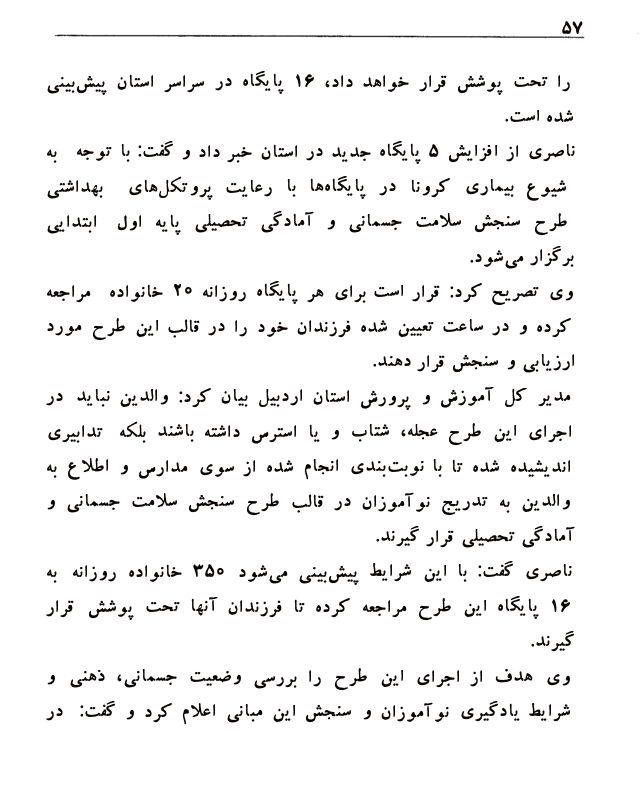 ۵۷
را تحت پوشش قرار خواهد داد، ۱۶ پایگاه در سراسر استان پیش‌بینی
شده است.
ناصری از افزایش ۵ پایگاه جدید در استان خبر داد و گفت: با توجه به
شیوع بیماری کرونا در پایگاه‌ها با رعایت پروتکل‌های بهداشتی
طرح سنجش سلامت جسمانی و آمادگی تحصیلی پایه اول ابتدایی
برگزار می‌شود.
وی تصریح کرد: قرار است برای هر پایگاه روزانه ۲۰ خانواده مراجعه
کرده و در ساعت تعیین شده فرزندان خود را در قالب این طرح مورد
ارزیابی و سنجش قرار دهند.
مدیر کل آموزش و پرورش استان اردبیل بیان کرد: والدین نباید در
اجرای این طرح عجله، شتاب و یا استرس داشته باشند بلکه تدابیری
اندیشیده شده تا با نوبت‌بندی انجام شده از سوی مدارس و اطلاع به
والدین به تدریج نوآموزان در قالب طرح سنجش سلامت جسمانی و
آمادگی تحصیلی قرار گیرند.
ناصری گفت: با این شرایط پیش‌بینی می‌شود ۳۵۰ خانواده روزانه به
۱۶ پایگاه این طرح مراجعه کرده تا فرزندان آنها تحت پوشش قرار
گیرند.
وی هدف از اجرای این طرح را بررسی وضعیت جسمانی، ذهنی و
شرایط یادگیری نوآموزان و سنجش این مبانی اعلام کرد و گفت: در